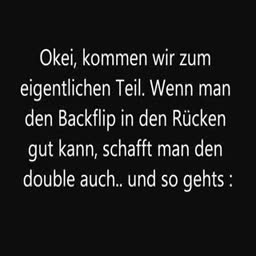 Okei, kommen wir zum
eigentlichen Teil. Wenn man
den Backflip in den Rücken
gut kann, schafft man den
double auch.. und so gehts :